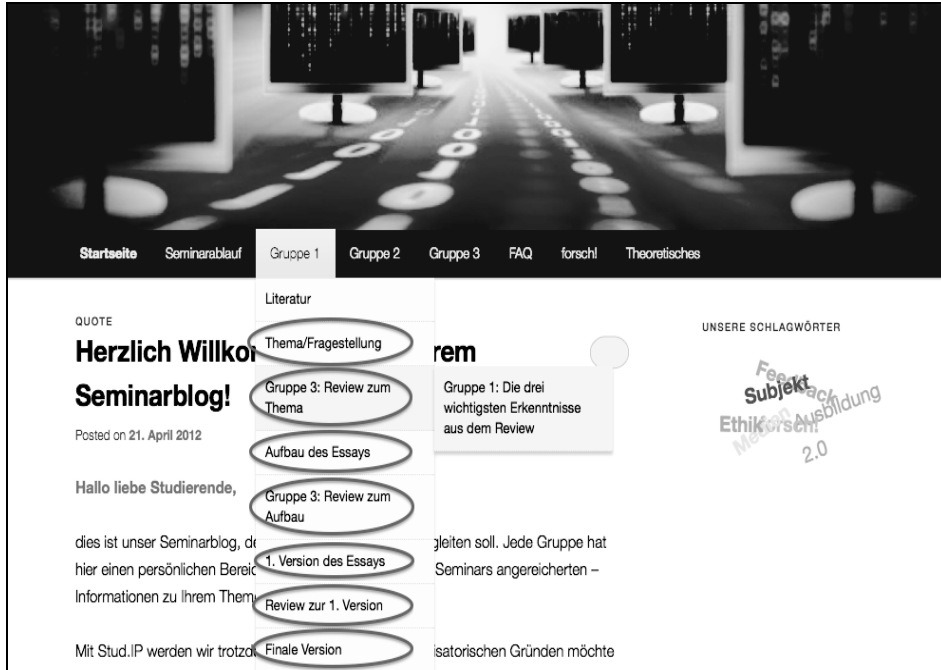 Startseite Seminarablauf Gruppe 1 Gruppe 2 Gruppe 3 FAQ forsch! Theoretisches
Literatur
Thema/Fragestellung
Gruppe 3: Review zum
Thema
Gruppe 1: Die drei
wichtigsten Erkenntnisse
aus dem Review
Aufbau des Essays
Gruppe 3: Review zum
Aufbau
1. Version des Essays
Review zur 1. Version
Finale Version
QUOTE
Herzlich Willko rem
Seminarblog!
Posted on 21. April 2012
Hallo liebe Studierende,
dies ist unser Seminarblog, de gleiten soll. Jede Gruppe hat
hier einen persönlichen Bereic Seminars angereicherten –
Informationen zu Ihrem Them
Mit Stud.IP werden wir trotzd isatorischen Gründen möchte
UNSERE SCHLAGWÖRTER
Feedback
Subjekt
Ausbildung
Ethik forsch!
Medien
2.0